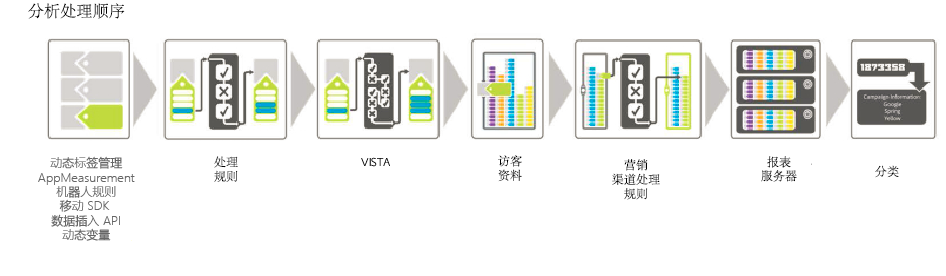 分析处理顺序
1873358
Campaign Information:
Google
Spring
Yellow
动态标签管理
AppMeasurement
机器人规则
移动 SDK
数据插入 API
动态变量
处理
规则
VISTA
访客
资料
营销
渠道处理
规则
报表
服务器
分类